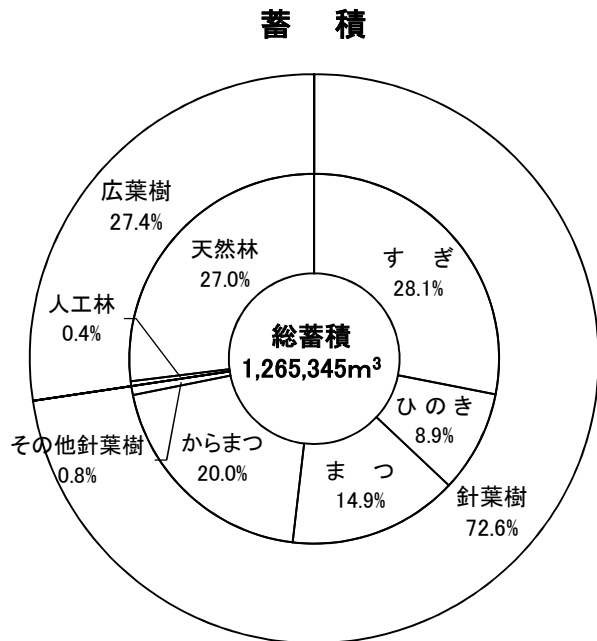 蓄　積
広葉樹
27.4%
天然林
27.0%
す　ぎ
28.1%
人工林
0.4%
総蓄積
1,265,345m³
ひのき
8.9%
その他針葉樹
0.8%
からまつ
20.0%
ま　つ
14.9%
針葉樹
72.6%